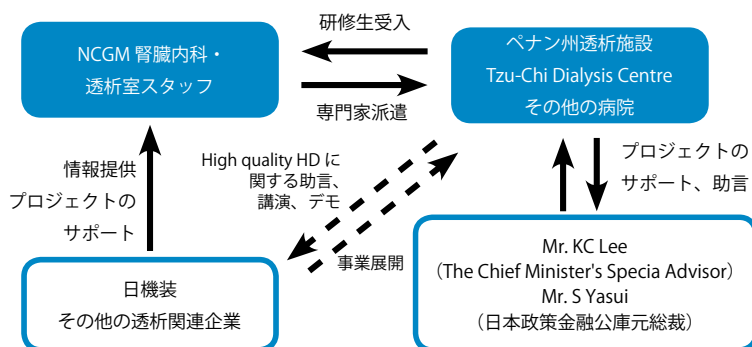 研修生受入
NCGM 腎臓内科・
透析室スタッフ
ペナン州透析施設
Tzu-Chi Dialysis Centre
その他の病院
専門家派遣
情報提供
プロジェクトの
サポート
High quality HD に
関する助言、
講演、デモ
プロジェクトの
サポート、助言
事業展開
日機装
その他の透析関連企業
Mr. KC Lee
（The Chief Minister's Specia Advisor）
Mr. S Yasui
（日本政策金融公庫元総裁）